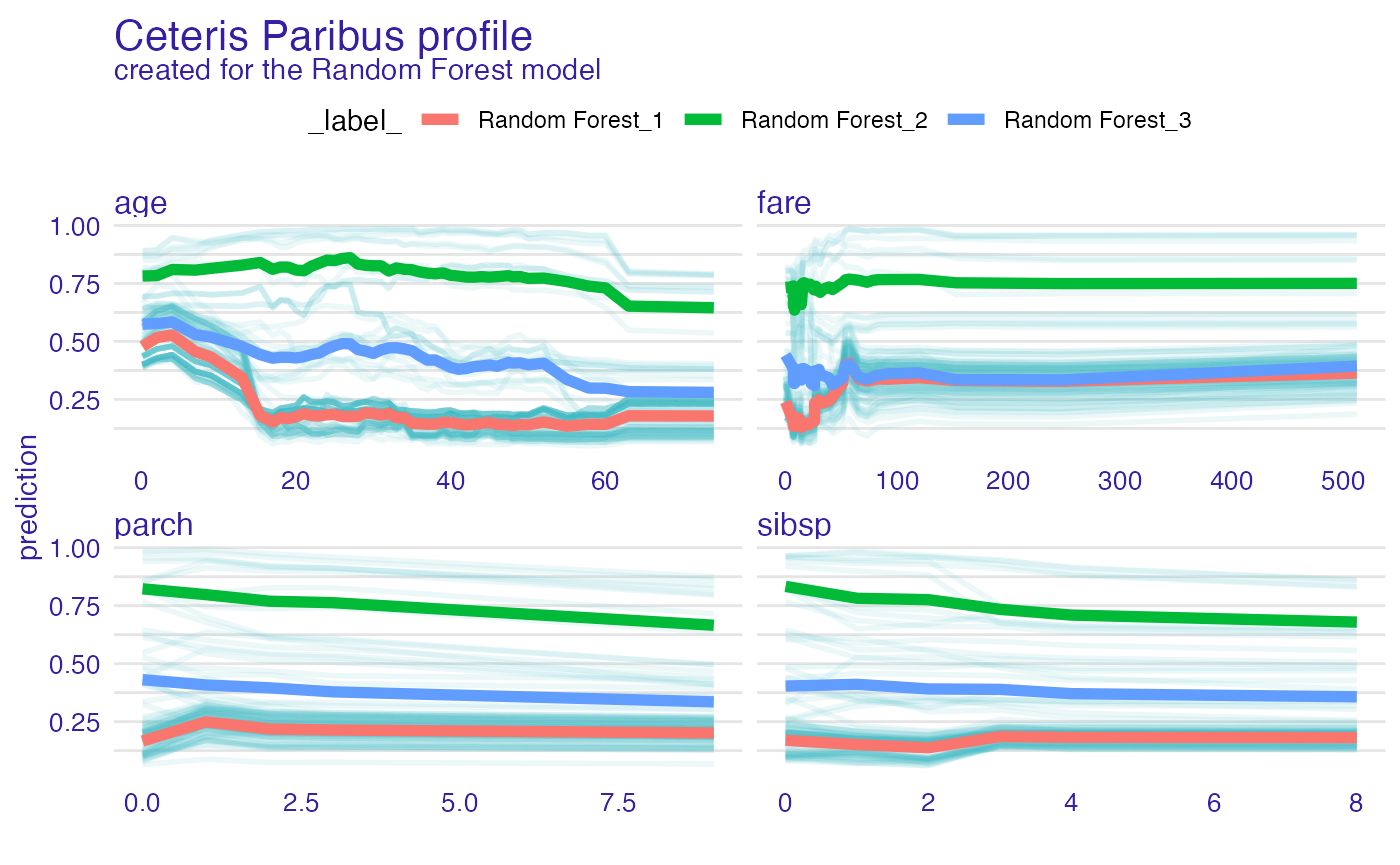 Ceteris Paribus profile
created for the Random Forest model
_label_ Random Forest_1 Random Forest_2 Random Forest_3
age fare
1.00
0.75
0.50
0.25
0 20 40 60 0 100 200 300 400 500
prediction
parch sibsp
1.00
0.75
0.50
0.25
0.0 2.5 5.0 7.5 0 2 4 6 8